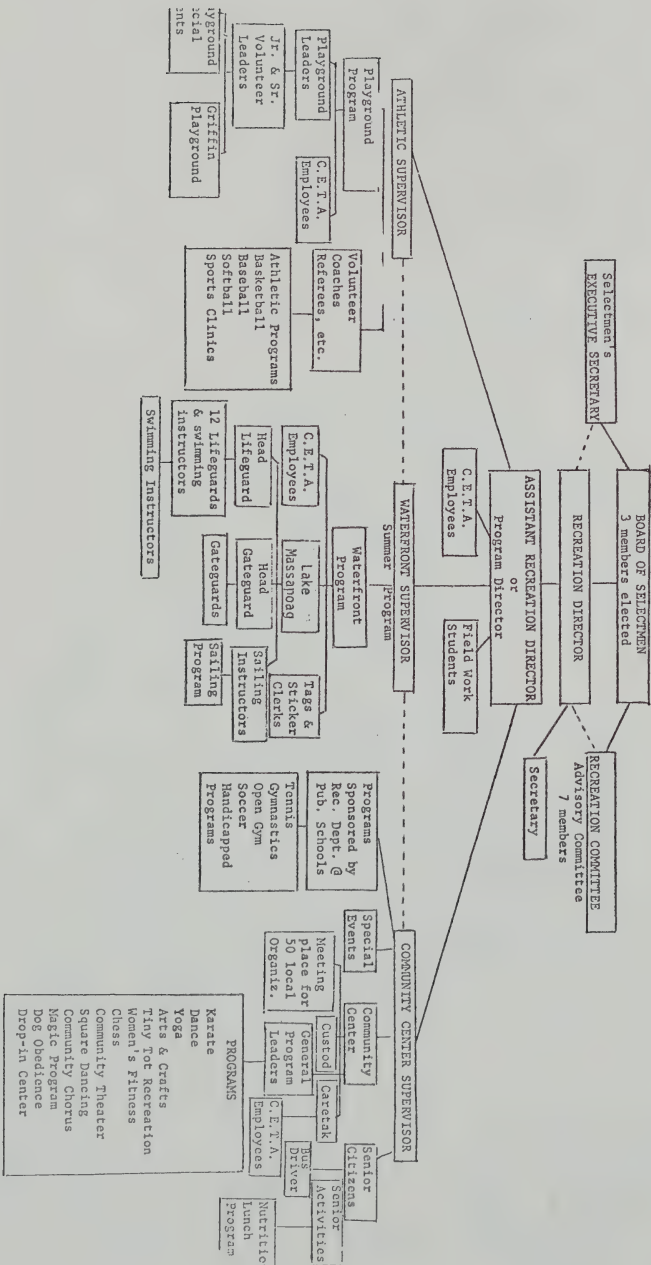 BOARD OF SELECTMEN
3 members elected
Selectmen's
EXECUTIVE SECRETARY
RECREATION COMMITTEE
Advisory Committee
7 members
RECREATION DIRECTOR
Secretary
ASSISTANT RECREATION DIRECTOR
or
Program Director
C.E.T.A.
Employees
Field Work
Students
ATHLETIC SUPERVISOR
WATERFRONT SUPERVISOR
Summer Program
COMMUNITY CENTER SUPERVISOR
Playground
Program
Playground
Leaders
C.E.T.A.
Employees
Jr. & Sr.
Volunteer
Leaders
yground
cial
nts
Griffin
Playground
Volunteer
Coaches
Referees, etc.
Athletic Programs
Basketball
Baseball
Softball
Sports Clinics
Waterfront
Program
C.E.T.A.
Employees
Lake
Massapoag
Tags &
Sticker
Clerks
Head
Lifeguard
Head
Gateguard
Sailing
Instructors
12 Lifeguards
& swimming
instructors
Gateguards
Sailing
Program
Swimming Instructors
Programs
Sponsored by
Rec. Dept. @
Pub. Schools
Tennis
Gymnastics
Open Gym
Soccer
Handicapped
Programs
Special
Events
Community
Center
Senior
Citizens
Meeting
place for
50 local
Organiz.
Custod
Caretak
General
Program
Leaders
C.E.T.A.
Employees
Bus
Driver
Senior
Activities
Nutritio
Lunch
Program
PROGRAMS
Karate
Dance
Yoga
Arts & Crafts
Tiny Tot Recreation
Women's Fitness
Chess
Community Theater
Square Dancing
Community Chorus
Magic Program
Dog Obedience
Drop-in Center